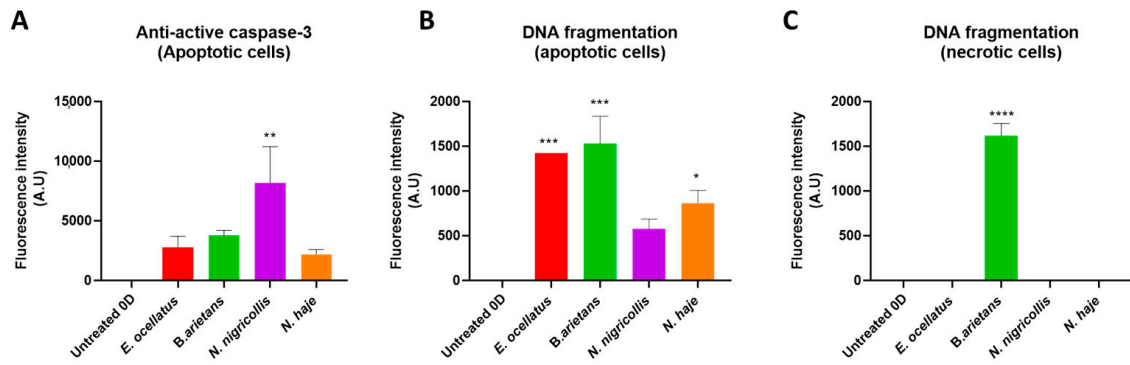 A
Anti-active caspase-3
(Apoptotic cells)
Fluorescence intensity
(A.U)
15000
10000
5000
0
**
Untreated 0D
E. ocellatus
B.arietans
N. nigricollis
N. haje
B
DNA fragmentation
(apoptotic cells)
Fluorescence intensity
(A.U)
2000
1500
1000
500
0
***
***
*
Untreated 0D
E. ocellatus
B.arietans
N. nigricollis
N. haje
C
DNA fragmentation
(necrotic cells)
Fluorescence intensity
(A.U)
2000
1500
1000
500
0
****
Untreated 0D
E. ocellatus
B.arietans
N. nigricollis
N. haje